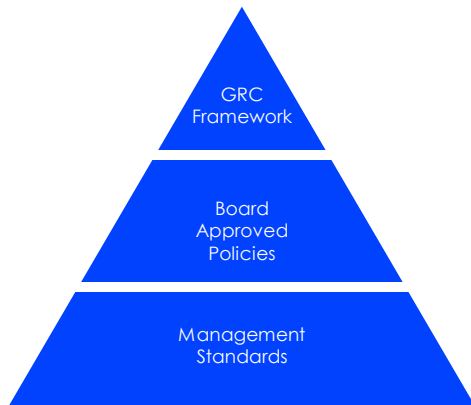 GRC
Framework
Board
Approved
Policies
Management
Standards